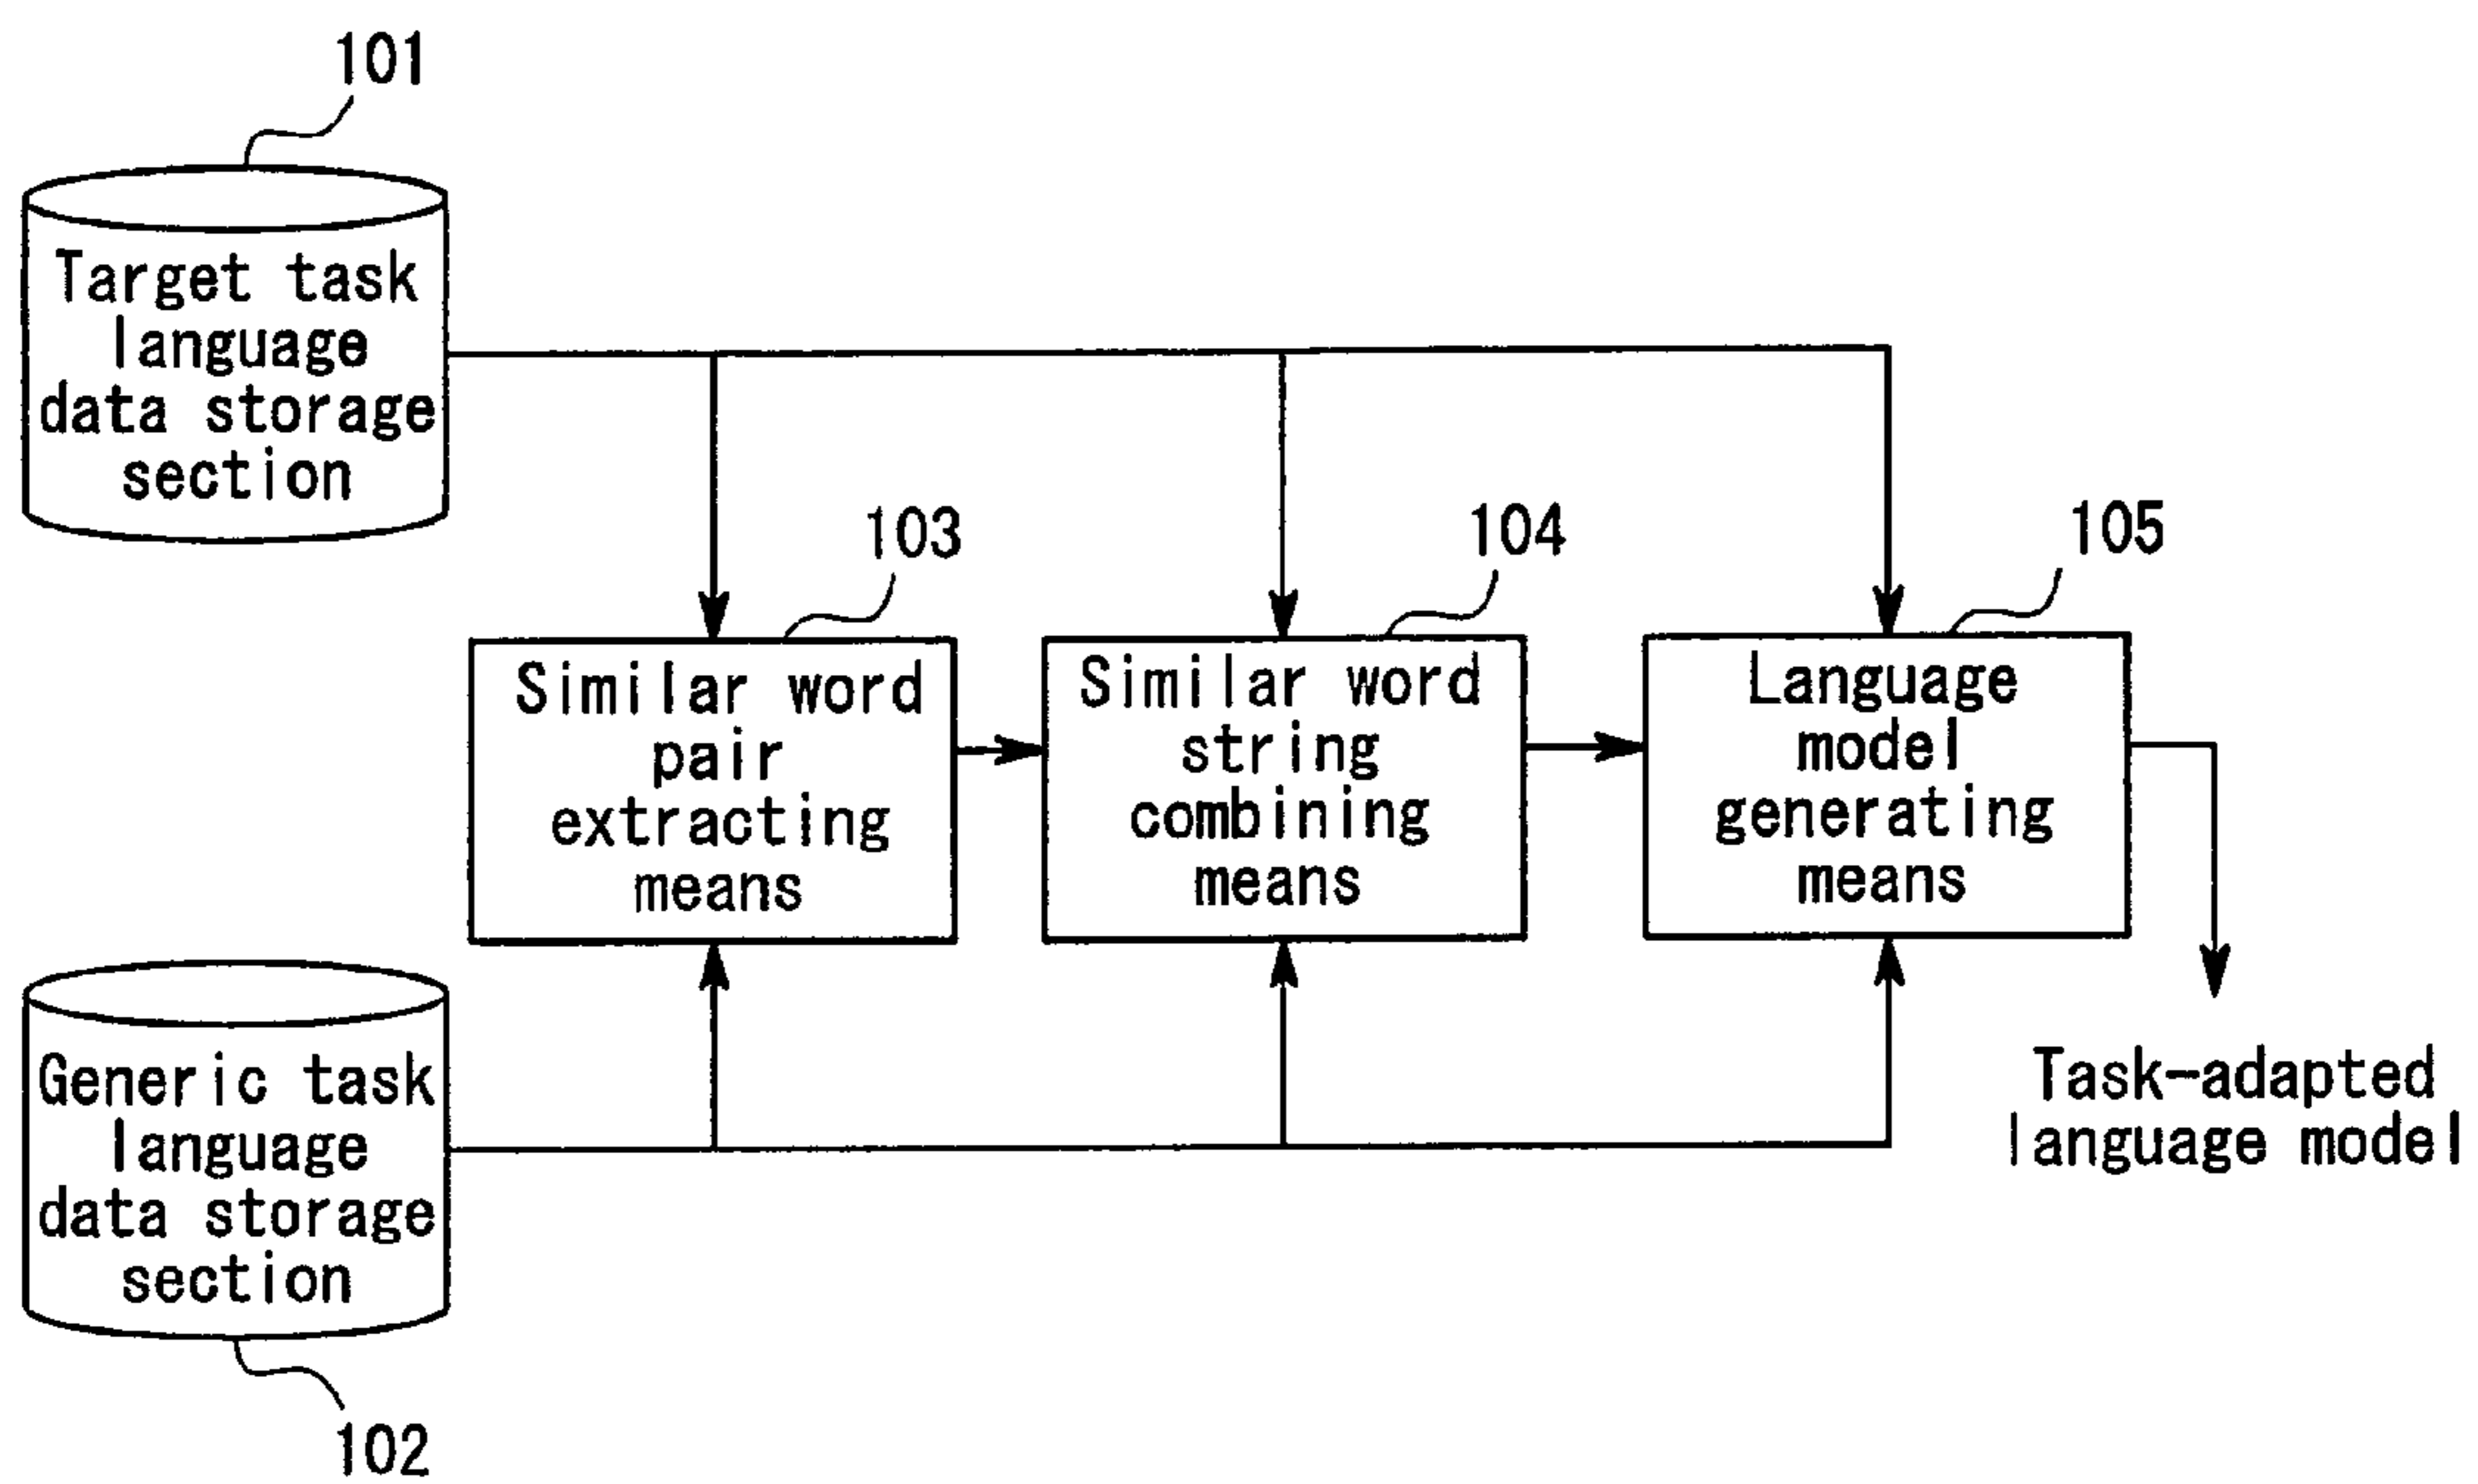 101
Target task
language
data storage
section
103
Similar word
pair
extracting
means
104
Similar word
string
combining
means
105
Language
model
generating
means
Generic task
language
data storage
section
102
Task-adapted
language model